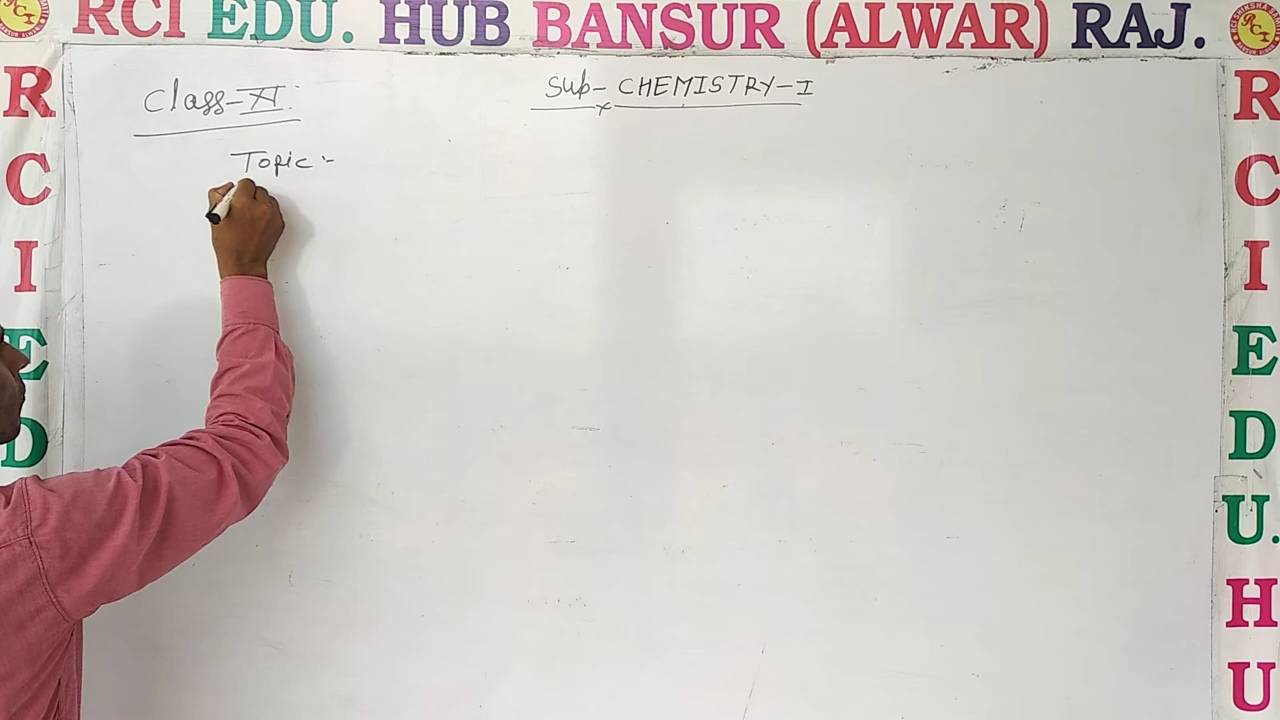 RCI EDU. HUB BANSUR (ALWAR) RAJ.
Class-XI
Sub- CHEMISTRY-I
Topic :-
R
C
I
E
D
R
C
I
E
D
U.
H
U